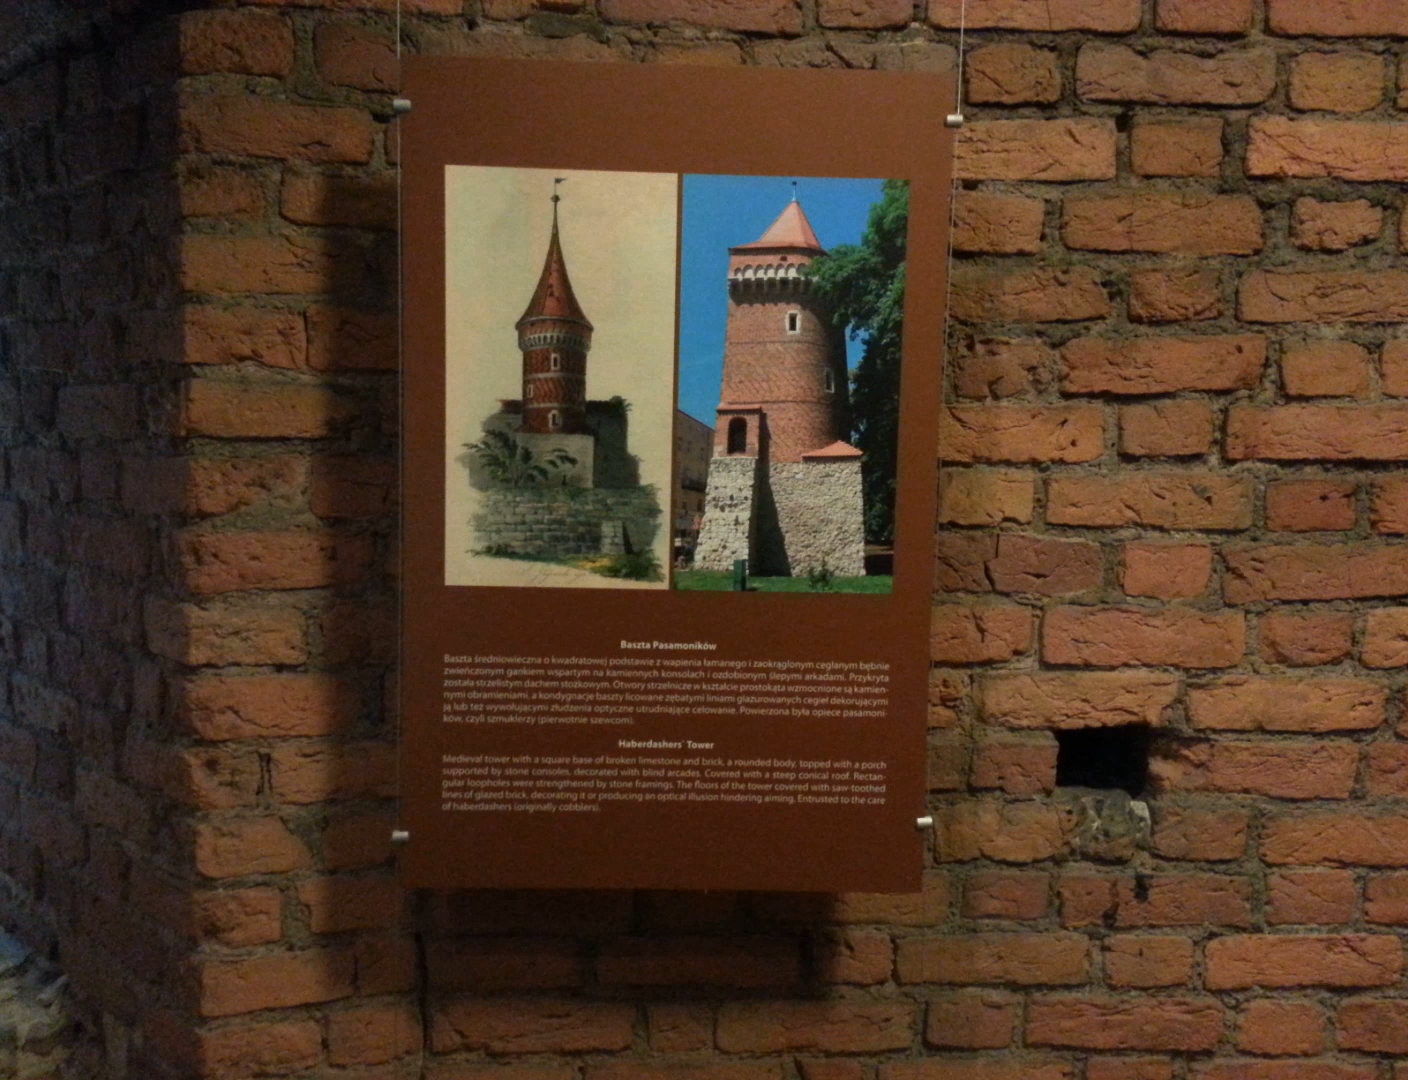 Baszta Pasamoników
Baszta średniowieczna o kwadratowej podstawie z wapienia łamanego i zaokrąglonym ceglanym bębnie
zwieńczonym gankiem wspartym na kamiennych konsolach i ozdobionym ślepymi arkadami. Przykryta
została strzelistym dachem stożkowym. Otwory strzelnicze w kształcie prostokąta wzmocnione są kamien-
nymi obramieniami, a kondygnacje baszty licowane zębatymi liniami glazurowanych cegieł dekorującymi
ją lub też wywołującymi złudzenia optyczne utrudniające celowanie. Powierzona była opiece pasamoni-
ków, czyli szmuklerzy (pierwotnie szewcom).
Haberdashers' Tower
Medieval tower with a square base of broken limestone and brick, a rounded body, topped with a porch
supported by stone consoles, decorated with blind arcades. Covered with a steep conical roof. Rectan-
gular loopholes were strengthened by stone framings. The floors of the tower covered with saw-toothed
lines of glazed brick, decorating it or producing an optical illusion hindering aiming. Entrusted to the care
of haberdashers (originally cobblers).